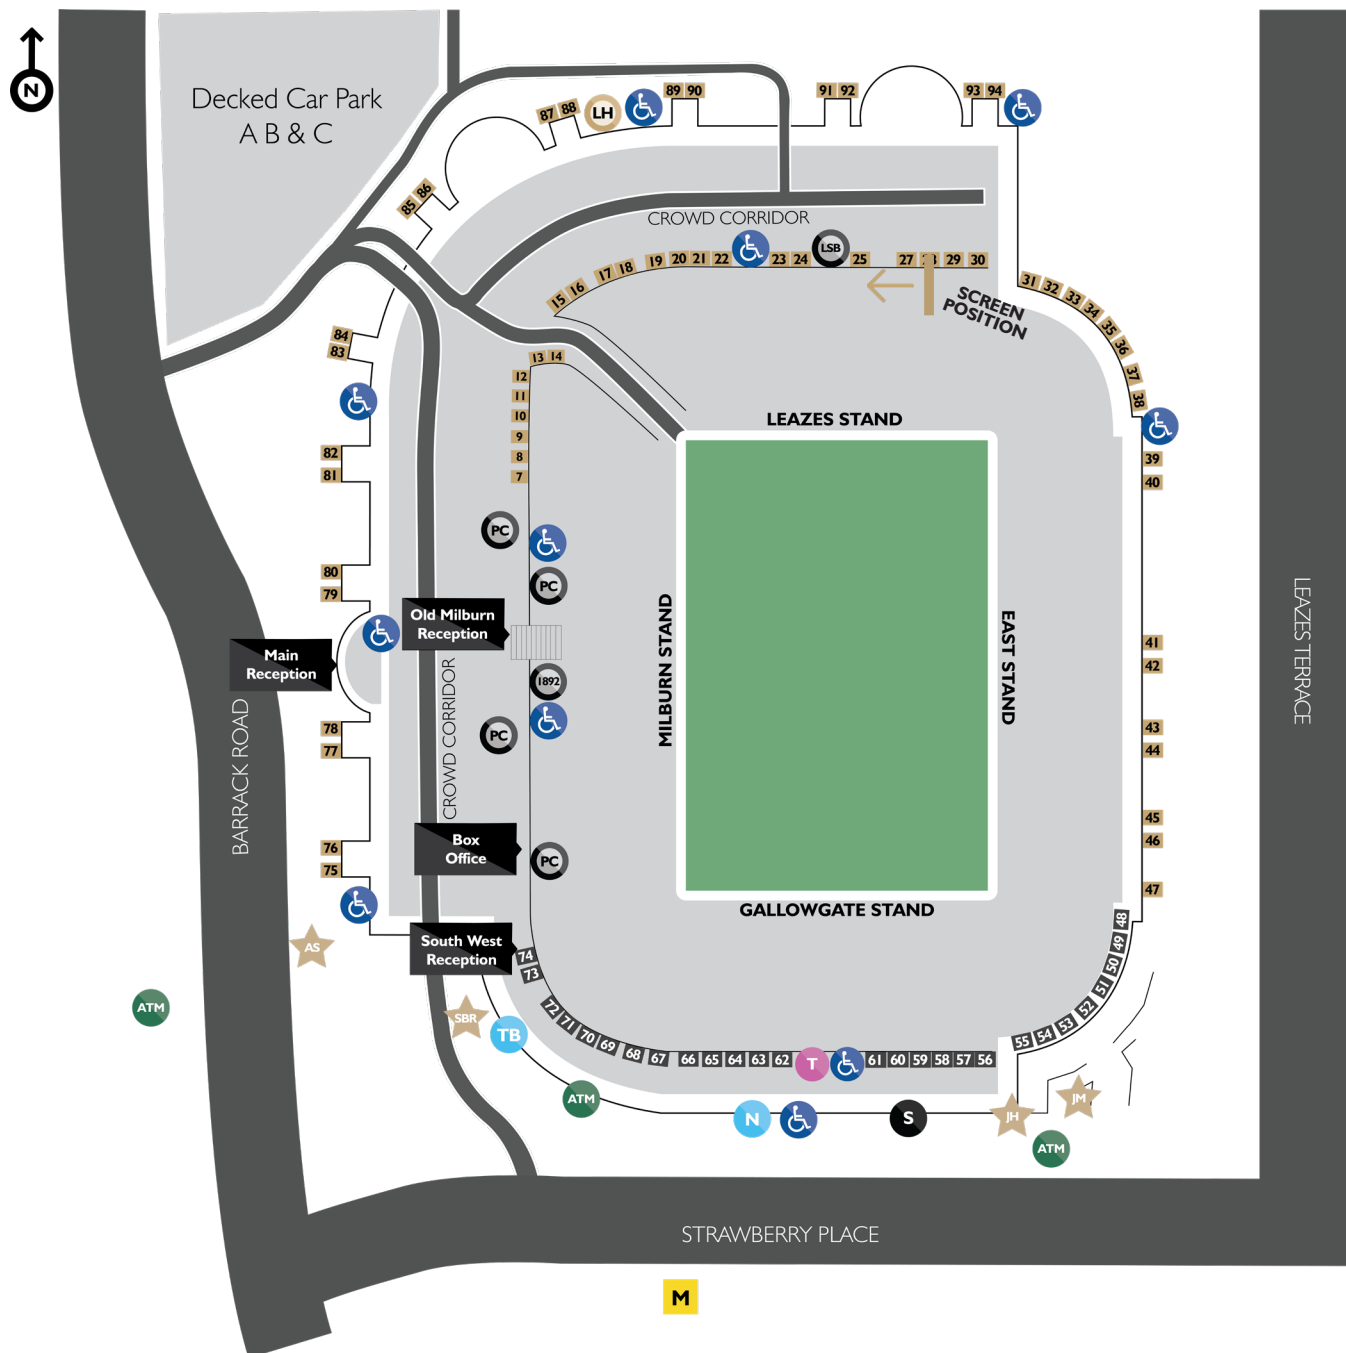 N
Decked Car Park
A B & C
87 88
LH
89 90
91 92
93 94
85 86
CROWD CORRIDOR
LSB
15 16 17 18 19 20 21 22 23 24 25 27 28 29 30
SCREEN
POSITION
31 32 33 34 35 36 37 38
84
83
13 14
12
11
10
9
8
7
LEAZES STAND
82
81
39
40
PC
PC
80
79
Old Milburn
Reception
Main
Reception
MILBURN STAND
EAST STAND
LEAZES TERRACE
41
42
1892
PC
78
77
43
44
BARRACK ROAD
CROWD CORRIDOR
76
75
Box
Office
PC
45
46
47
GALLOWGATE STAND
AS
South West
Reception
74
73
48
49
50
51
52
53
54
55
ATM
SBR
TB
72 71 70 69 68 67 66 65 64 63 62
T
61 60 59 58 57 56
ATM
N
S
JH
JM
ATM
STRAWBERRY PLACE
M